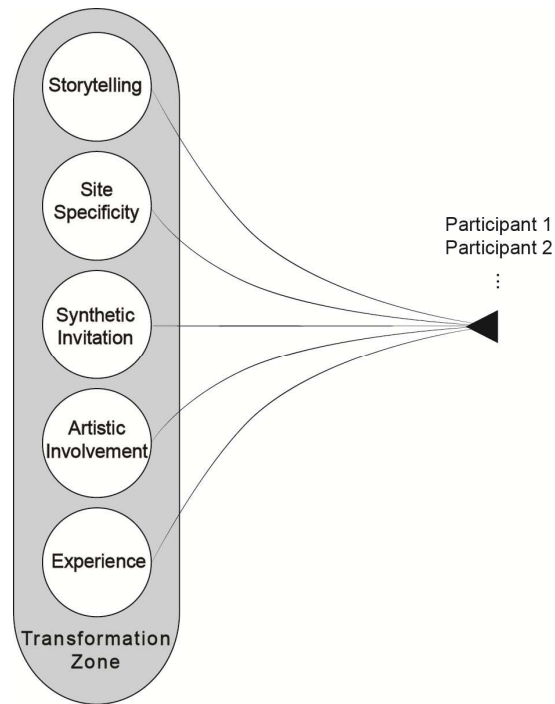 Storytelling
Site
Specificity
Participant 1
Participant 2
⋮
Synthetic
Invitation
Artistic
Involvement
Experience
Transformation
Zone